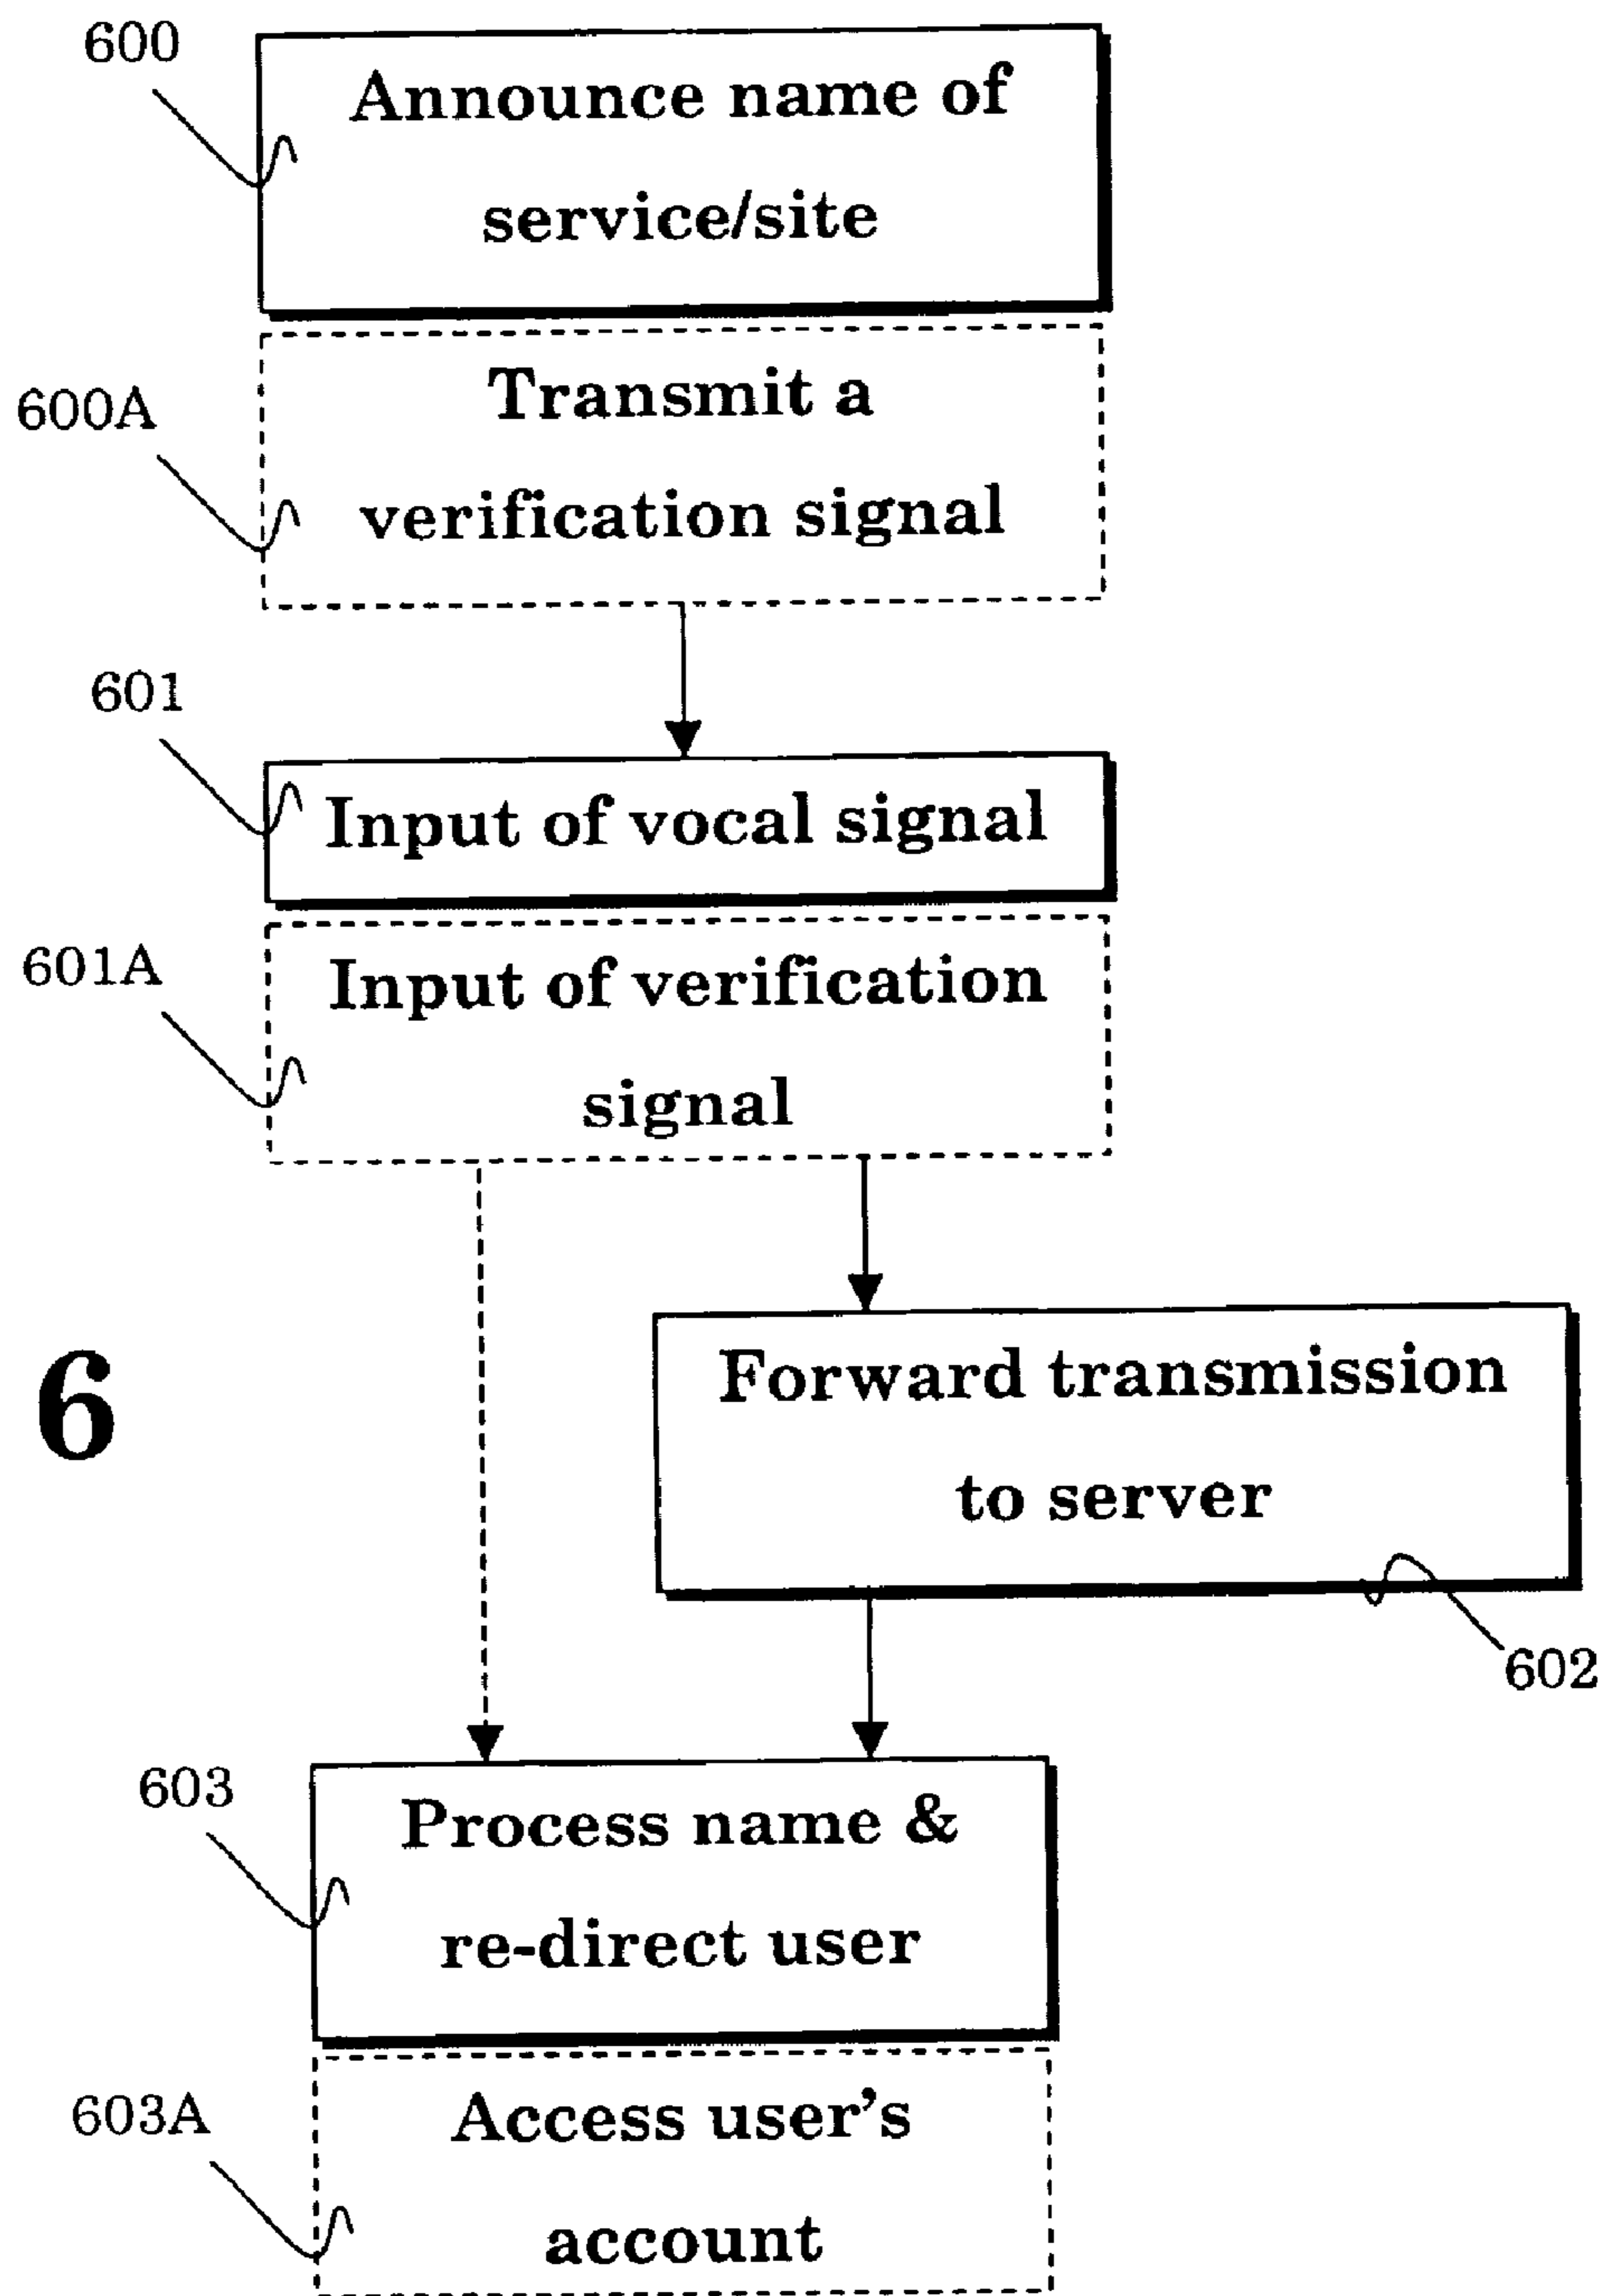 600
Announce name of
service/site
600A
Transmit a
verification signal
601
Input of vocal signal
601A
Input of verification
signal
6
Forward transmission
to server
602
603
Process name &
re-direct user
603A
Access user's
account